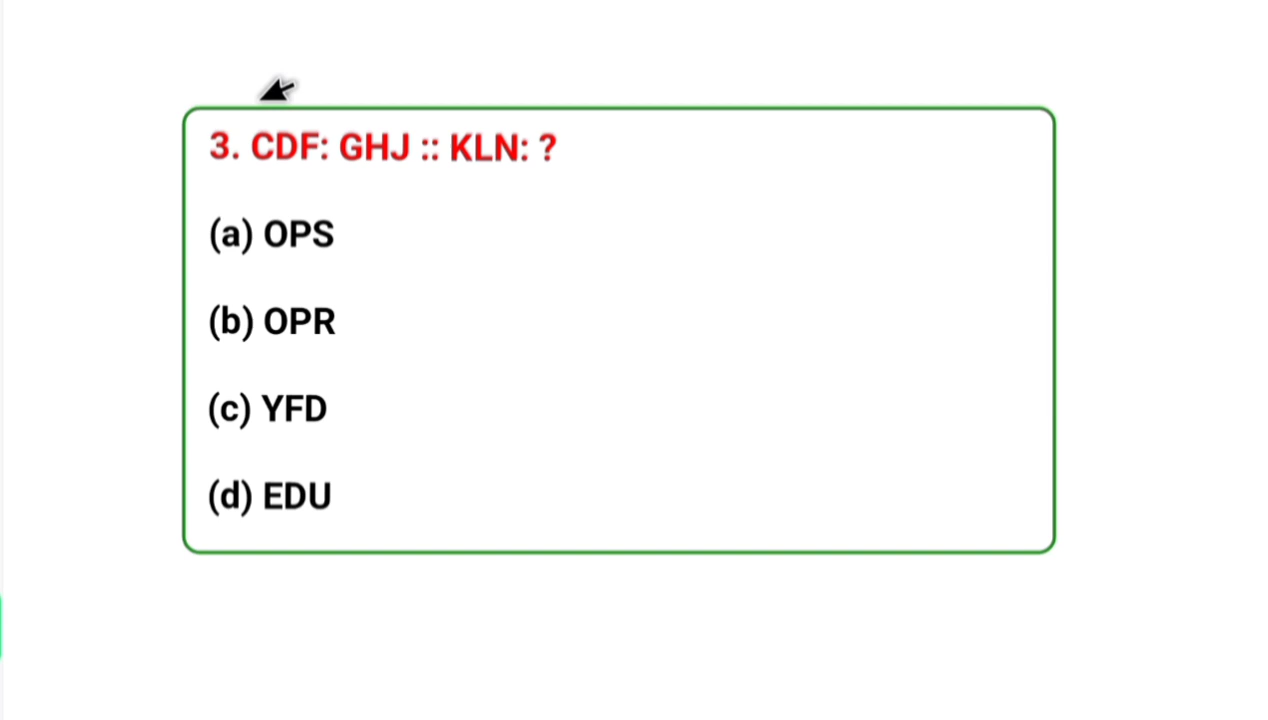 3. CDF: GHJ :: KLN: ?
(a) OPS
(b) OPR
(c) YFD
(d) EDU